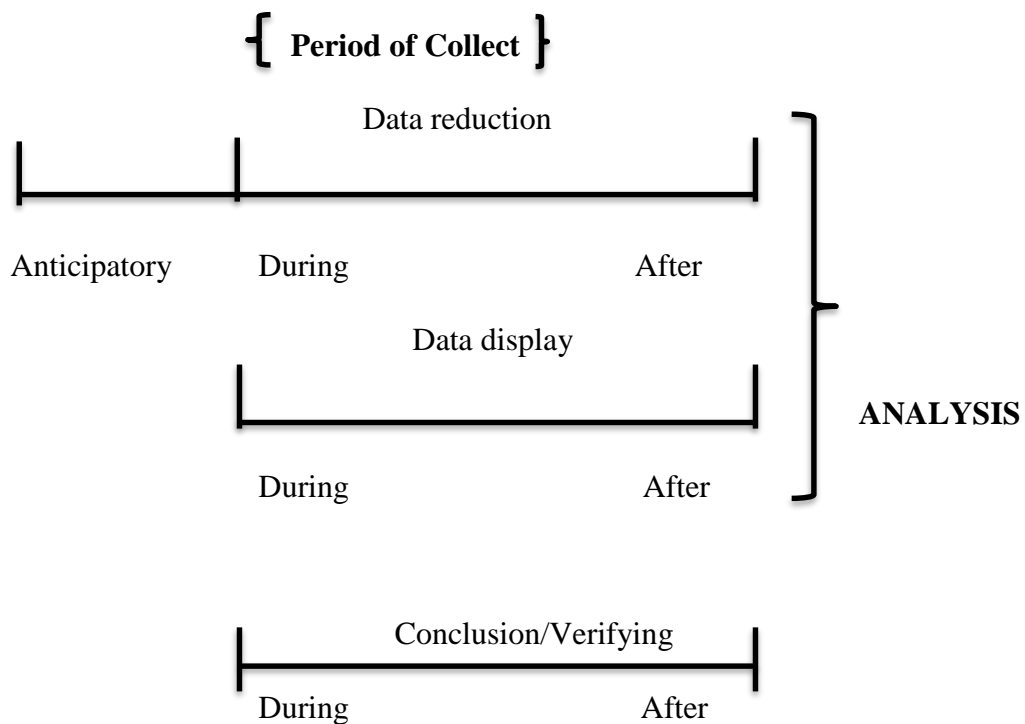 Period of Collect
Data reduction
Anticipatory During After
Data display
ANALYSIS
During After
Conclusion/Verifying
During After